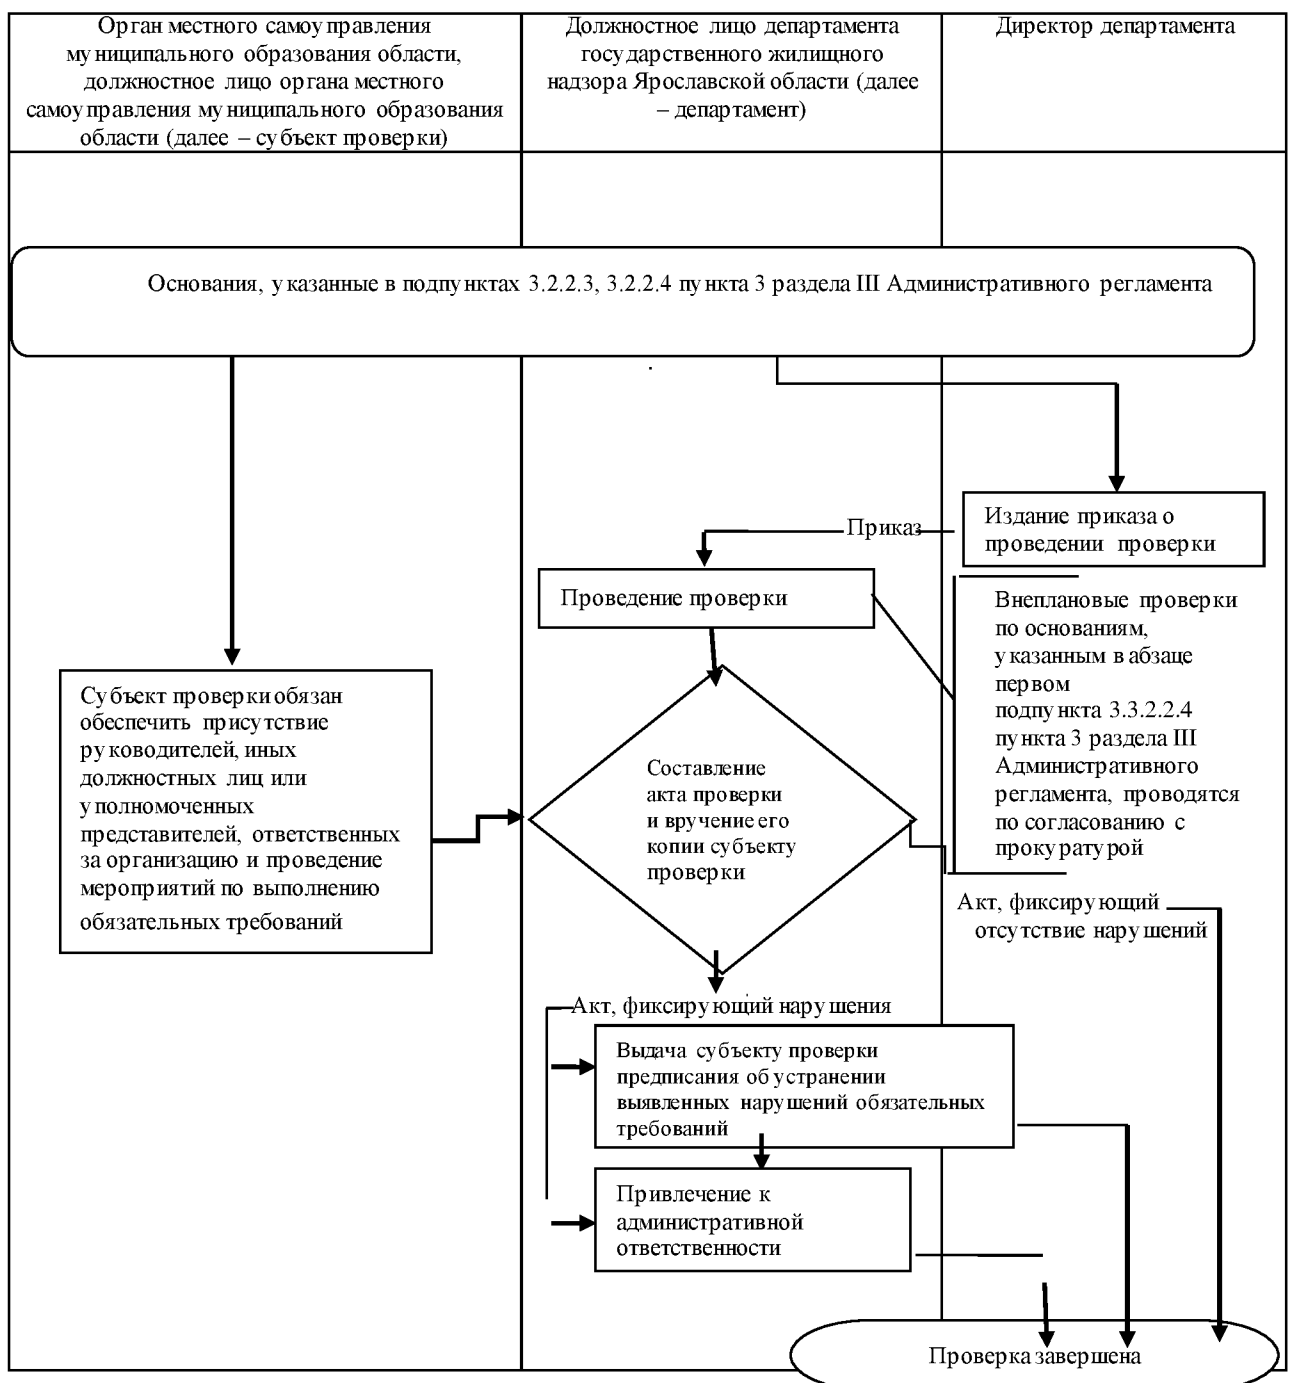 Орган местного самоуправления
муниципального образования области,
должностное лицо органа местного
самоуправления муниципального образования
области (далее – субъект проверки)
Должностное лицо департамента
государственного жилищного
надзора Ярославской области (далее
– департамент)
Директор департамента
Основания, указанные в подпунктах 3.2.2.3, 3.2.2.4 пункта 3 раздела III Административного регламента
Издание приказа о
проведении проверки
Приказ
Проведение проверки
Внеплановые проверки
по основаниям,
указанным в абзаце
первом
подпункта 3.3.2.2.4
пункта 3 раздела III
Административного
регламента, проводятся
по согласованию с
прокуратурой
Субъект проверки обязан
обеспечить присутствие
руководителей, иных
должностных лиц или
уполномоченных
представителей, ответственных
за организацию и проведение
мероприятий по выполнению
обязательных требований
Составление
акта проверки
и вручение его
копии субъекту
проверки
Акт, фиксирующий
отсутствие нарушений
Акт, фиксирующий нарушения
Выдача субъекту проверки
предписания об устранении
выявленных нарушений обязательных
требований
Привлечение к
административной
ответственности
Проверка завершена